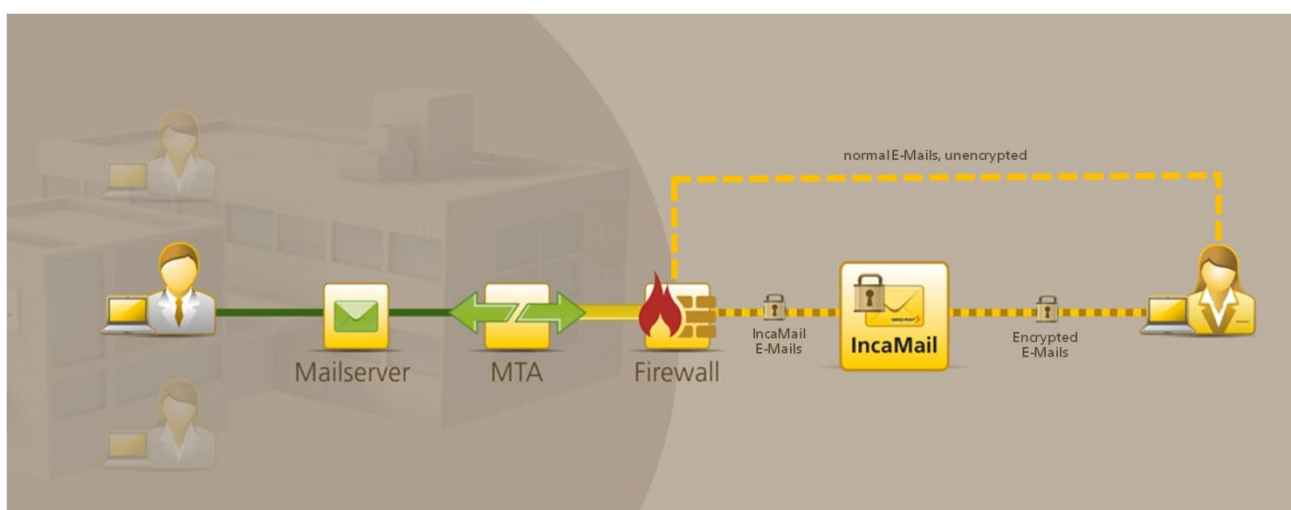 normal E-Mails, unencrypted
IncaMail
E-Mails
IncaMail
Encrypted
E-Mails
Mailserver
MTA
Firewall